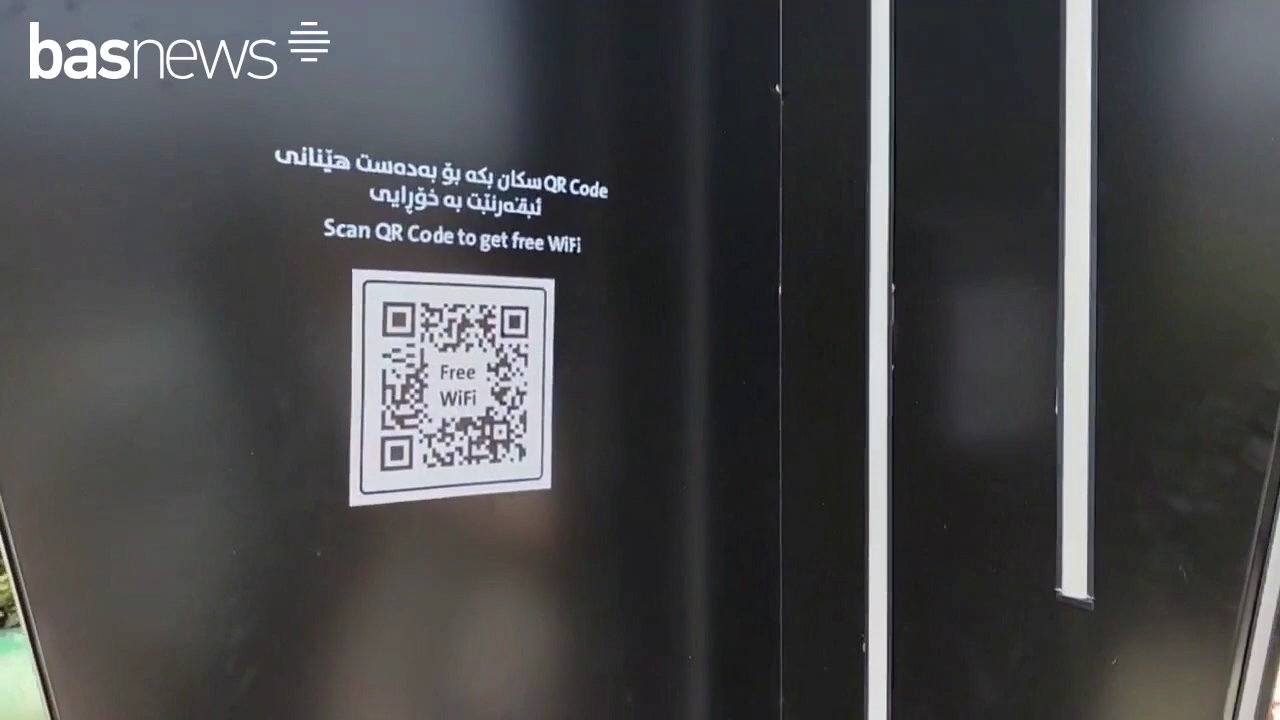 basnews
QR Code سکان بکە بۆ بەدەست هێنانی
ئینتەرنێت بە خۆڕایی
Scan QR Code to get free WiFi
Free
WiFi